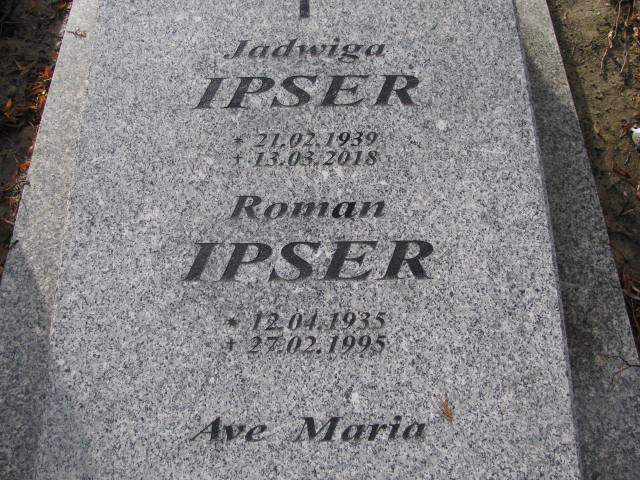 Jadwiga
IPSER
* 21.02.1939
† 13.03.2018
Roman
IPSER
* 12.04.1935
† 27.02.1995
Ave Maria